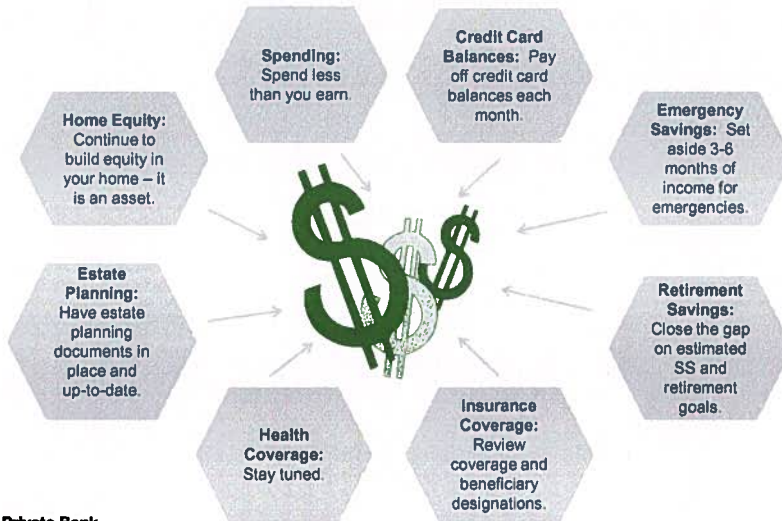 Spending:
Spend less
than you earn.
Credit Card
Balances: Pay
off credit card
balances each
month.
Home Equity:
Continue to
build equity in
your home – it
is an asset.
Emergency
Savings: Set
aside 3-6
months of
income for
emergencies.
Estate
Planning:
Have estate
planning
documents in
place and
up-to-date.
Retirement
Savings:
Close the gap
on estimated
SS and
retirement
goals.
Health
Coverage:
Stay tuned.
Insurance
Coverage:
Review
coverage and
beneficiary
designations.
Private Bank